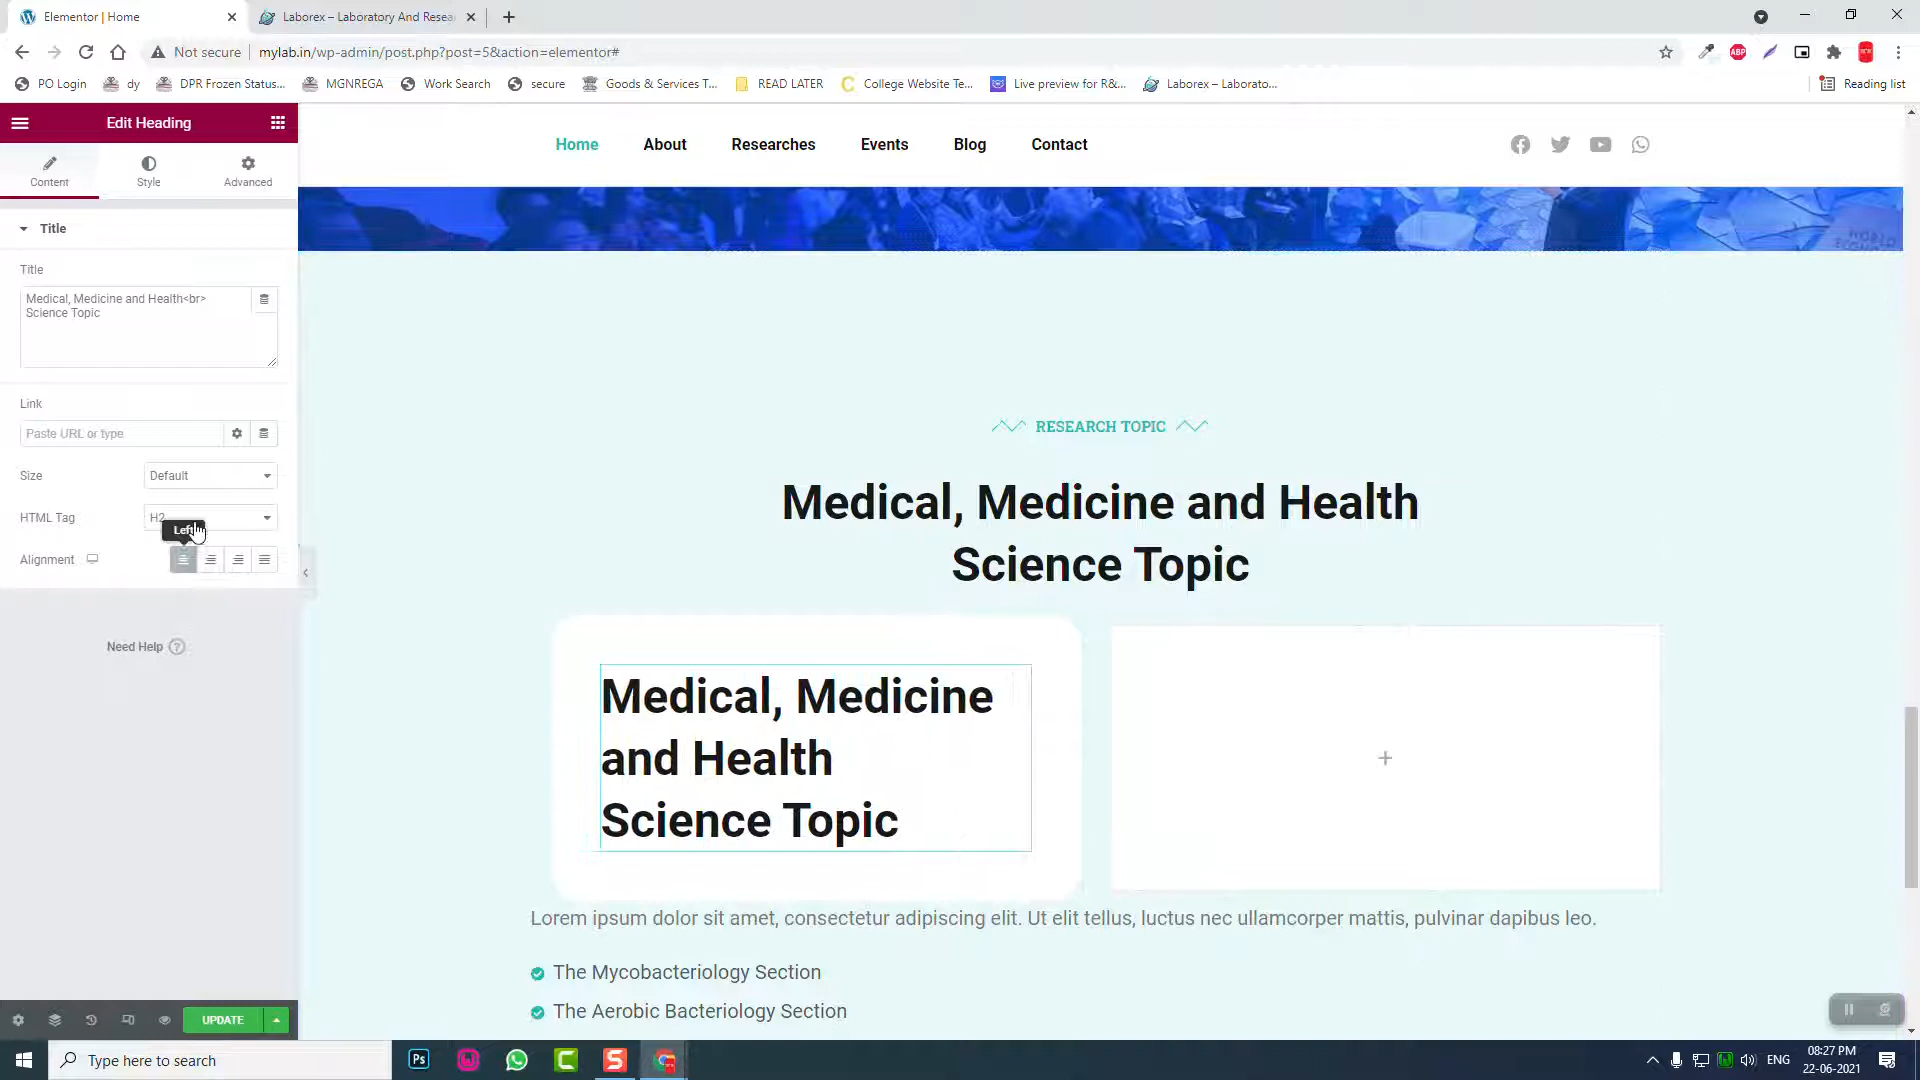 Elementor | Home
Laborex – Laboratory And Resea
Not secure
mylab.in/wp-admin/post.php?post=5&action=elementor#
ABP
PO Login
dy
DPR Frozen Status...
MGNREGA
Work Search
secure
Goods & Services T...
READ LATER
College Website Te...
Live preview for R&...
Laborex – Laborato...
Reading list
Edit Heading
Content
Style
Advanced
Title
Title
Medical, Medicine and Health<br>
Science Topic
Link
Paste URL or type
Size
Default
HTML Tag
H2
Left
Alignment
Need Help
UPDATE
Home
About
Researches
Events
Blog
Contact
RESEARCH TOPIC
Medical, Medicine and Health
Science Topic
Medical, Medicine
and Health
Science Topic
Lorem ipsum dolor sit amet, consectetur adipiscing elit. Ut elit tellus, luctus nec ullamcorper mattis, pulvinar dapibus leo.
The Mycobacteriology Section
The Aerobic Bacteriology Section
Type here to search
Ps
ENG
08:27 PM
22-06-2021